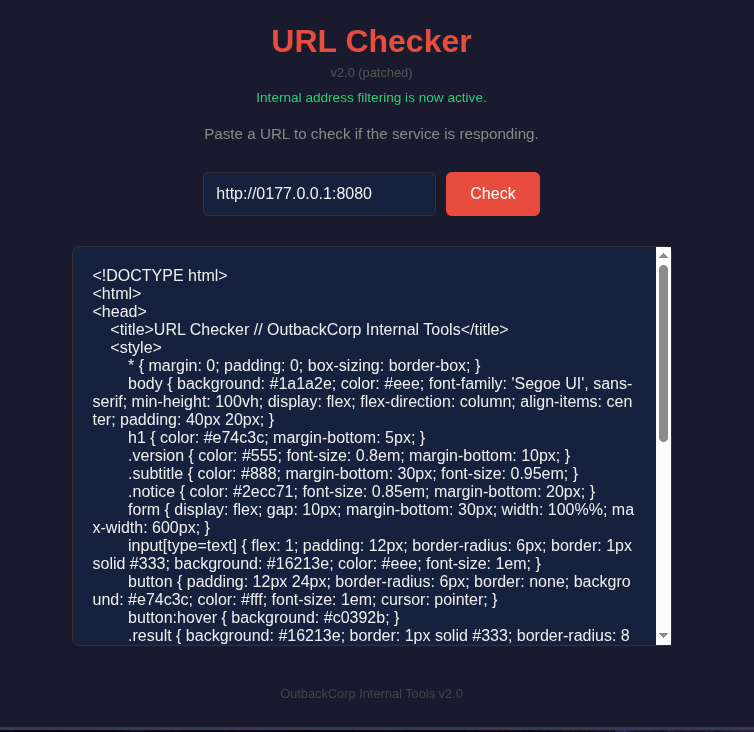 URL Checker
v2.0 (patched)
Internal address filtering is now active.
Paste a URL to check if the service is responding.
http://0177.0.0.1:8080
Check
<!DOCTYPE html>
<html>
<head>
    <title>URL Checker // OutbackCorp Internal Tools</title>
    <style>
        * { margin: 0; padding: 0; box-sizing: border-box; }
        body { background: #1a1a2e; color: #eee; font-family: 'Segoe UI', sans-
serif; min-height: 100vh; display: flex; flex-direction: column; align-items: cen
ter; padding: 40px 20px; }
        h1 { color: #e74c3c; margin-bottom: 5px; }
        .version { color: #555; font-size: 0.8em; margin-bottom: 10px; }
        .subtitle { color: #888; margin-bottom: 30px; font-size: 0.95em; }
        .notice { color: #2ecc71; font-size: 0.85em; margin-bottom: 20px; }
        form { display: flex; gap: 10px; margin-bottom: 30px; width: 100%%; ma
x-width: 600px; }
        input[type=text] { flex: 1; padding: 12px; border-radius: 6px; border: 1px
solid #333; background: #16213e; color: #eee; font-size: 1em; }
        button { padding: 12px 24px; border-radius: 6px; border: none; backgro
und: #e74c3c; color: #fff; font-size: 1em; cursor: pointer; }
        button:hover { background: #c0392b; }
        .result { background: #16213e; border: 1px solid #333; border-radius: 8
OutbackCorp Internal Tools v2.0